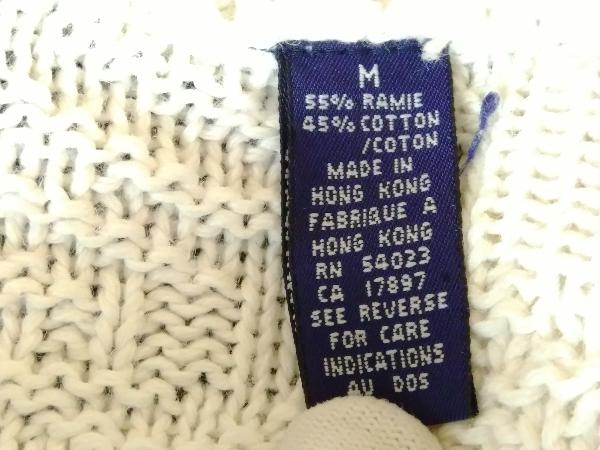 M
55% RAMIE
45% COTTON
/COTON
MADE IN
HONG KONG
FABRIQUE A
HONG KONG
RN 54023
CA 17897
SEE REVERSE
FOR CARE
INDICATIONS
AU DOS